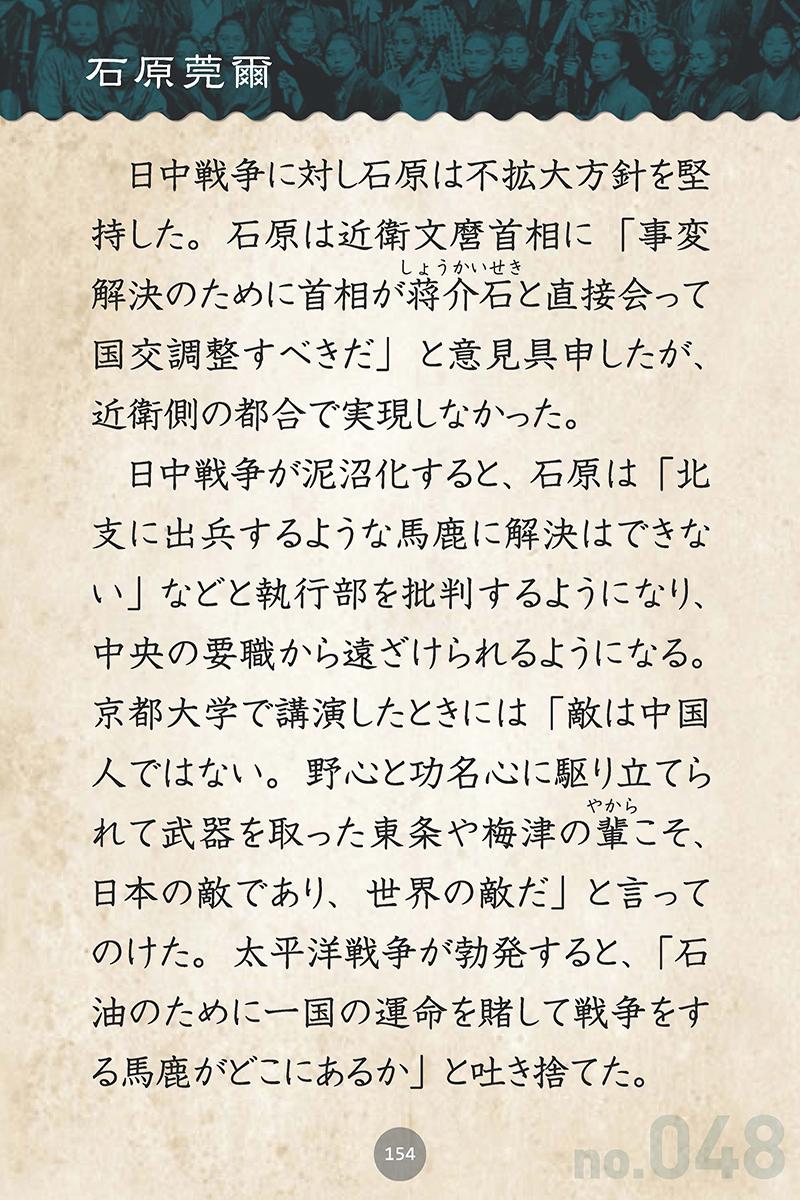 石原莞爾
　日中戦争に対し石原は不拡大方針を堅
持した。石原は近衛文麿首相に「事変
しょうかいせき
解決のために首相が蒋介石と直接会って
国交調整すべきだ」と意見具申したが、
近衛側の都合で実現しなかった。
　日中戦争が泥沼化すると、石原は「北
支に出兵するような馬鹿に解決はできな
い」などと執行部を批判するようになり、
中央の要職から遠ざけられるようになる。
京都大学で講演したときには「敵は中国
人ではない。野心と功名心に駆り立てら
やから
れて武器を取った東条や梅津の輩こそ、
日本の敵であり、世界の敵だ」と言って
のけた。太平洋戦争が勃発すると、「石
油のために一国の運命を賭して戦争をす
る馬鹿がどこにあるか」と吐き捨てた。
154
no.048